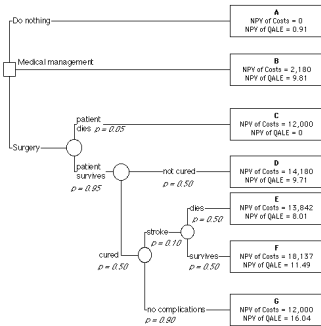 A
Do nothing
NPY of Costs = 0
NPY of QALE = 0.91
B
Medical management
NPY of Costs = 2,180
NPY of QALE = 9.81
C
patient
dies p = 0.05
NPY of Costs = 12,000
NPY of QALE = 0
Surgery
patient
survives
p = 0.95
not cured
p = 0.50
D
NPY of Costs = 14,180
NPY of QALE = 9.71
E
dies
p = 0.50
NPY of Costs = 13,842
NPY of QALE = 8.01
stroke
p = 0.10
F
survives
p = 0.50
NPY of Costs = 18,137
NPY of QALE = 11.49
cured
p = 0.50
G
no complications
p = 0.90
NPY of Costs = 12,000
NPY of QALE = 16.04